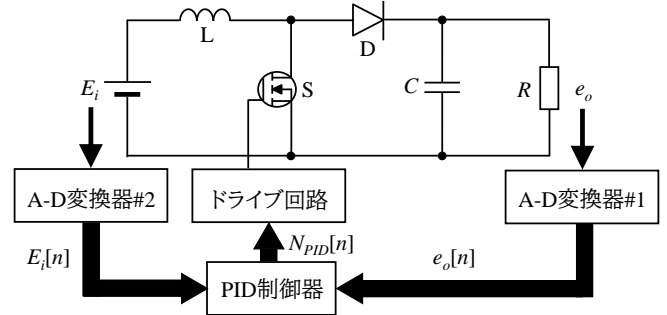 L
D
E_i
S
C
R
e_o
A-D変換器#2
ドライブ回路
A-D変換器#1
E_i[n]
N_PID[n]
e_o[n]
PID制御器